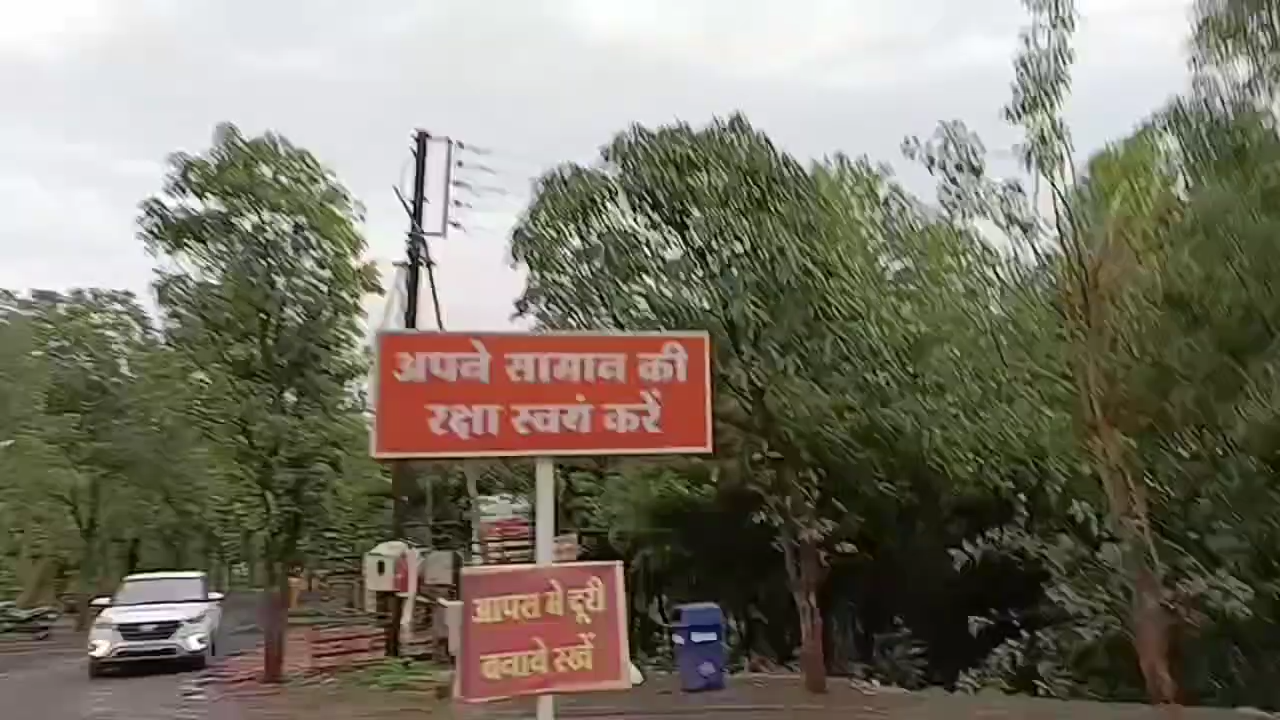 अपने सामान की
रक्षा स्वयं करें
आपस मे दूरी
बनाये रखें